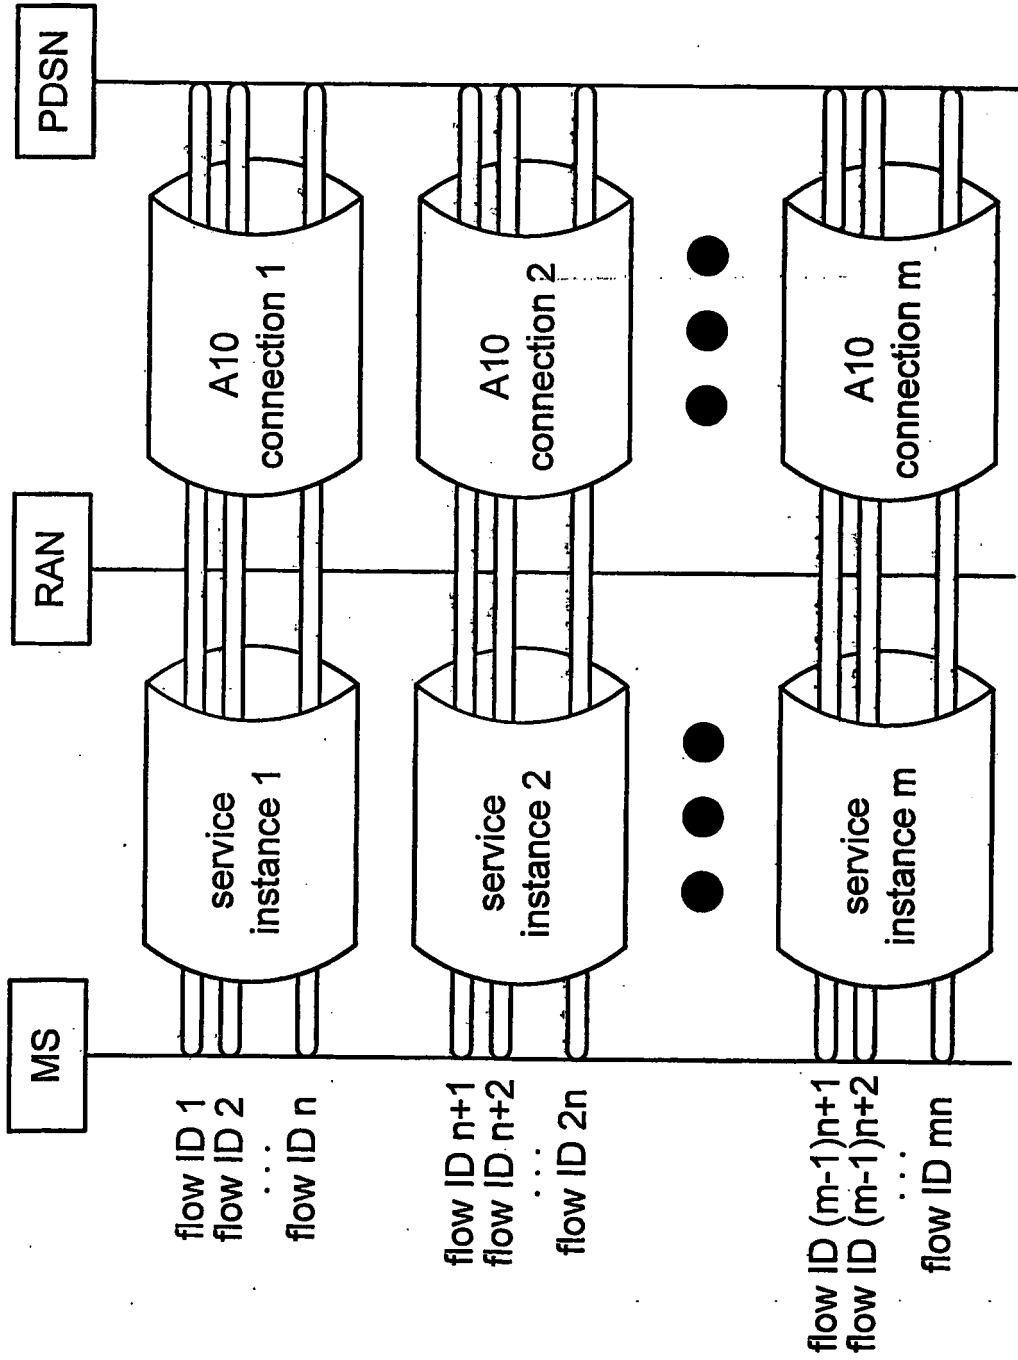 MS
RAN
PDSN
flow ID 1
flow ID 2
. . .
flow ID n
service
instance 1
A10
connection 1
flow ID n+1
flow ID n+2
. . .
flow ID 2n
service
instance 2
A10
connection 2
flow ID (m-1)n+1
flow ID (m-1)n+2
. . .
flow ID mn
service
instance m
A10
connection m